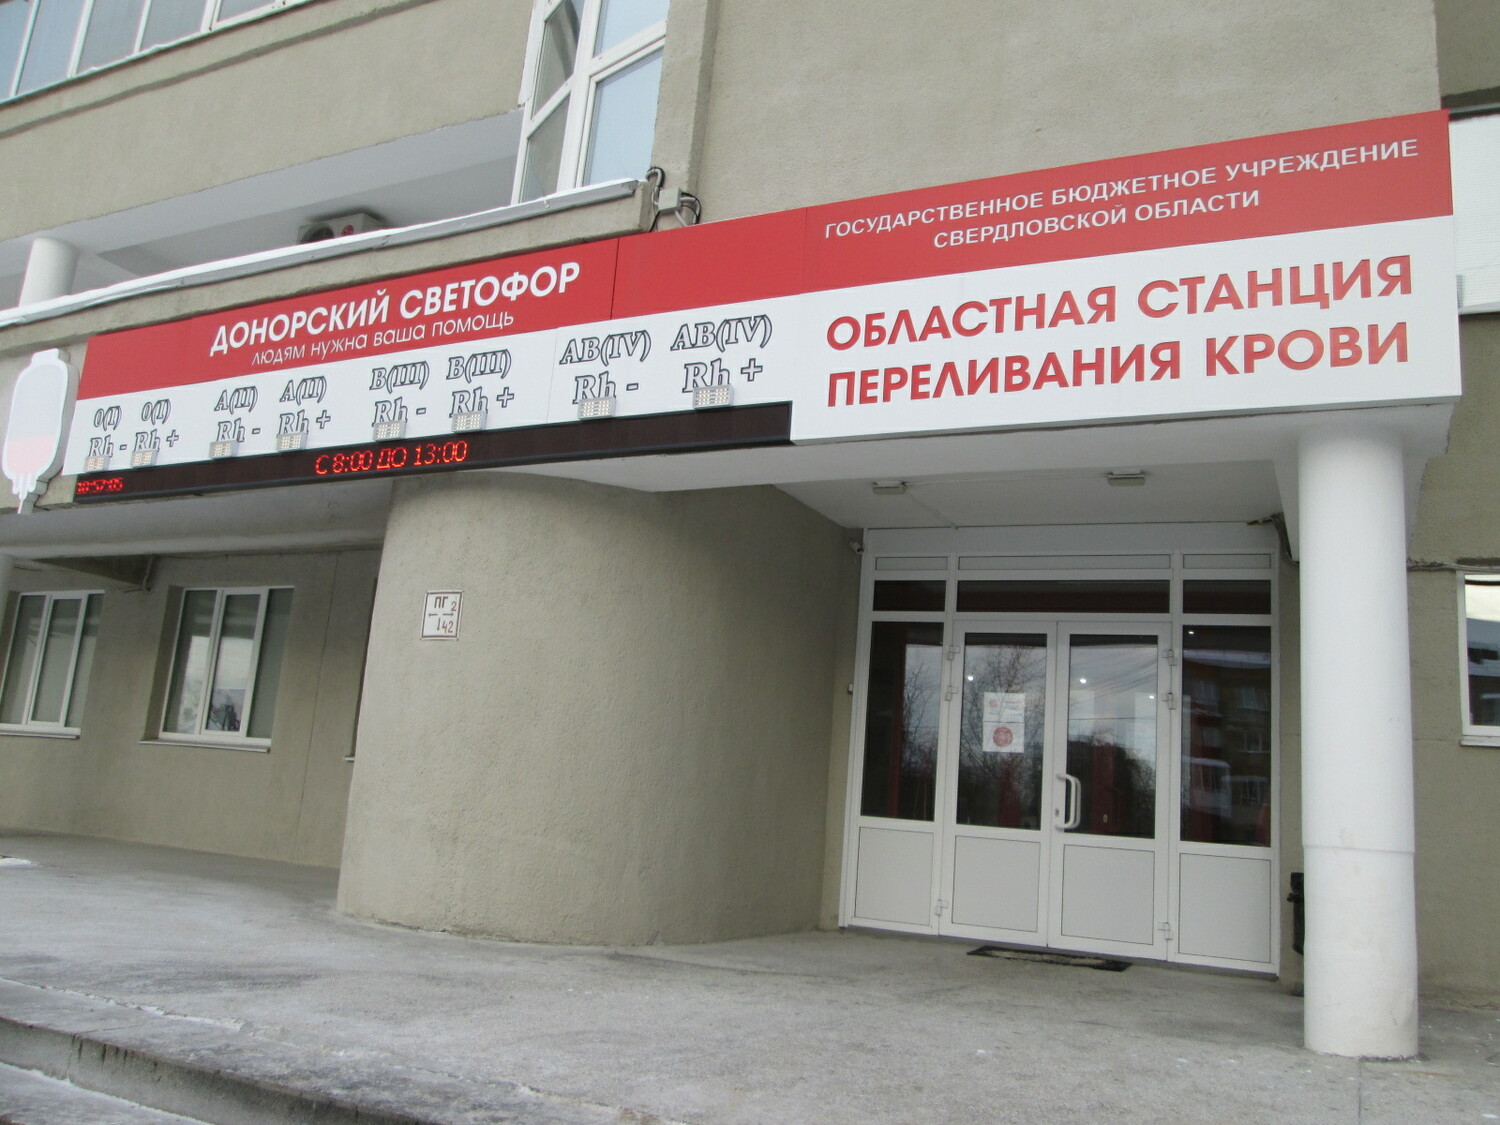 ДОНОРСКИЙ СВЕТОФОР
людям нужна ваша помощь
0(I) 0(I) A(II) A(II) B(III) B(III) AB(IV) AB(IV)
Rh - Rh + Rh - Rh + Rh - Rh + Rh - Rh +
С 8:00 ДО 13:00
ГОСУДАРСТВЕННОЕ БЮДЖЕТНОЕ УЧРЕЖДЕНИЕ
СВЕРДЛОВСКОЙ ОБЛАСТИ
ОБЛАСТНАЯ СТАНЦИЯ
ПЕРЕЛИВАНИЯ КРОВИ
ПГ 2
42